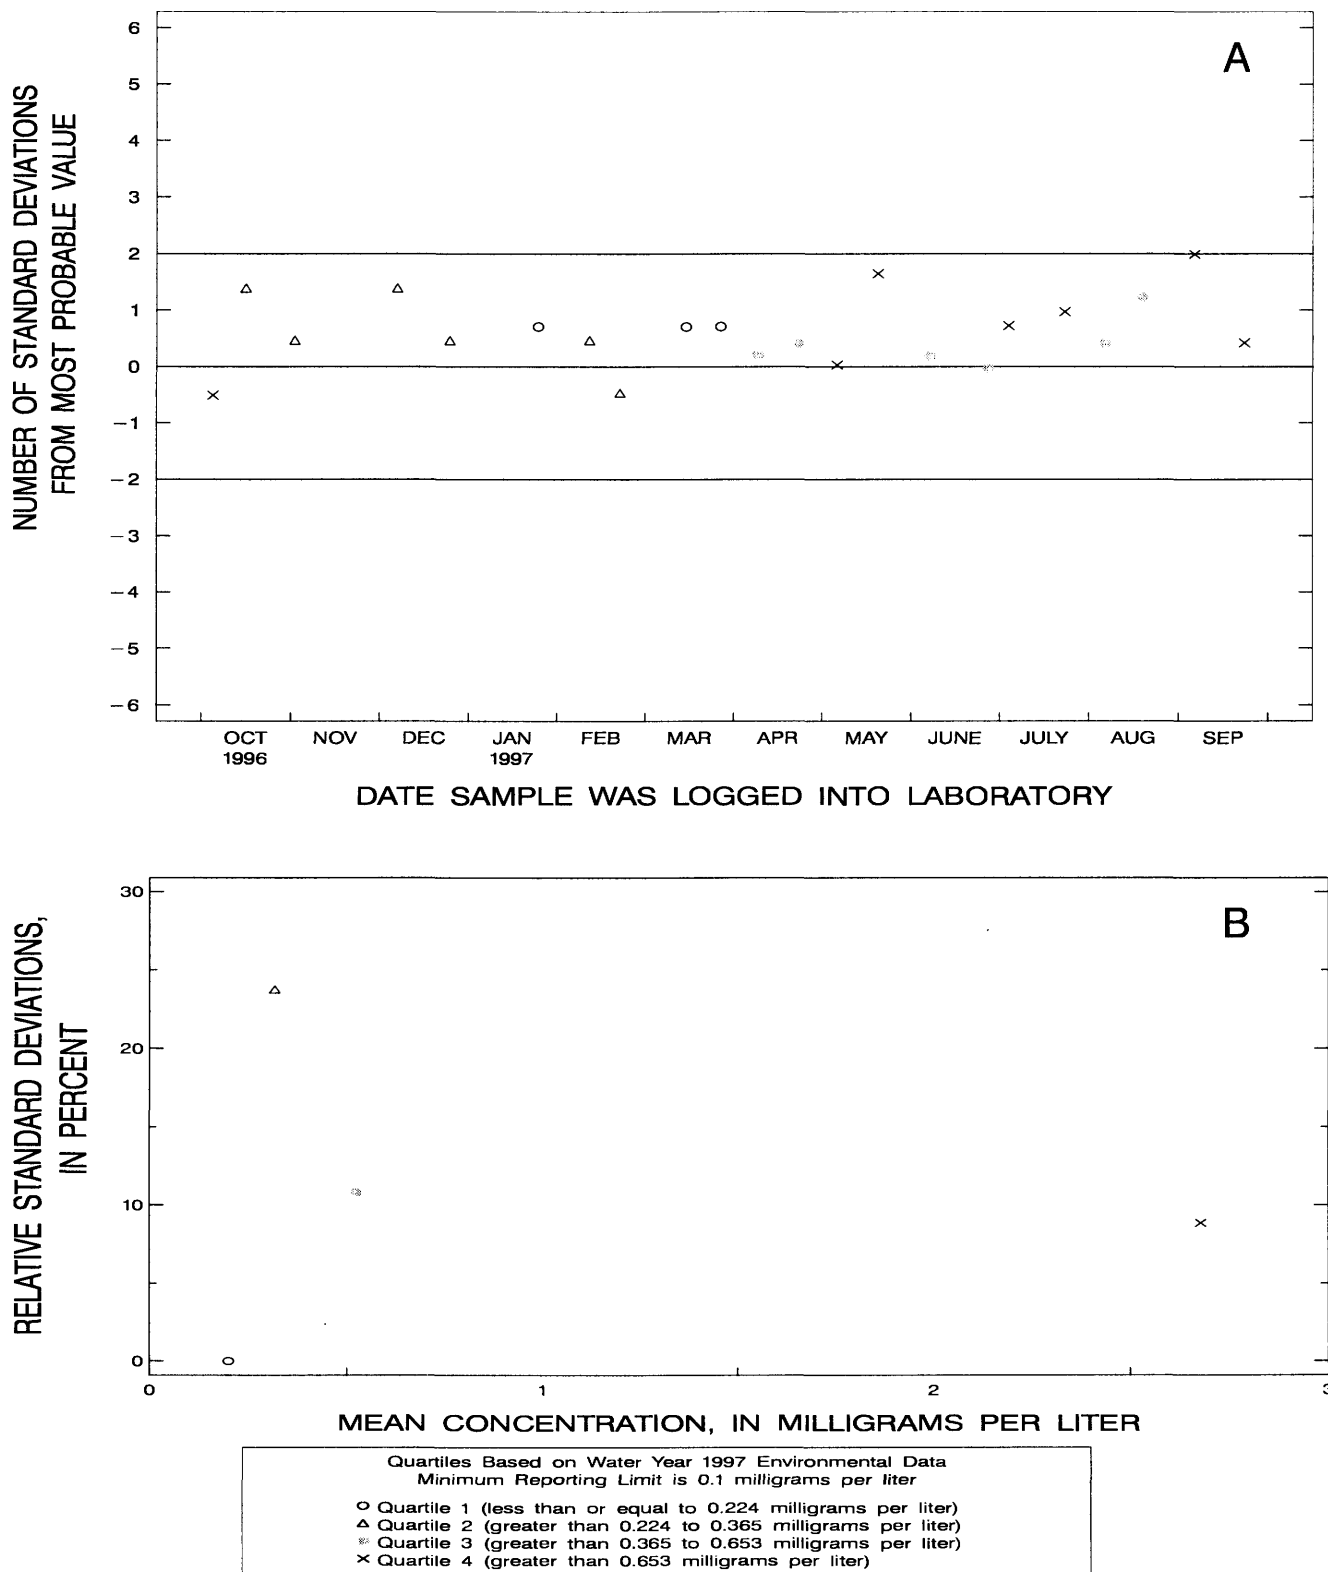 A
NUMBER OF STANDARD DEVIATIONS
FROM MOST PROBABLE VALUE
6
5
4
3
2
1
0
−1
−2
−3
−4
−5
−6
OCT NOV DEC JAN FEB MAR APR MAY JUNE JULY AUG SEP
1996 1997
DATE SAMPLE WAS LOGGED INTO LABORATORY
B
RELATIVE STANDARD DEVIATIONS,
IN PERCENT
30
20
10
0
0 1 2 3
MEAN CONCENTRATION, IN MILLIGRAMS PER LITER
Quartiles Based on Water Year 1997 Environmental Data
Minimum Reporting Limit is 0.1 milligrams per liter
Quartile 1 (less than or equal to 0.224 milligrams per liter)
Quartile 2 (greater than 0.224 to 0.365 milligrams per liter)
Quartile 3 (greater than 0.365 to 0.653 milligrams per liter)
Quartile 4 (greater than 0.653 milligrams per liter)